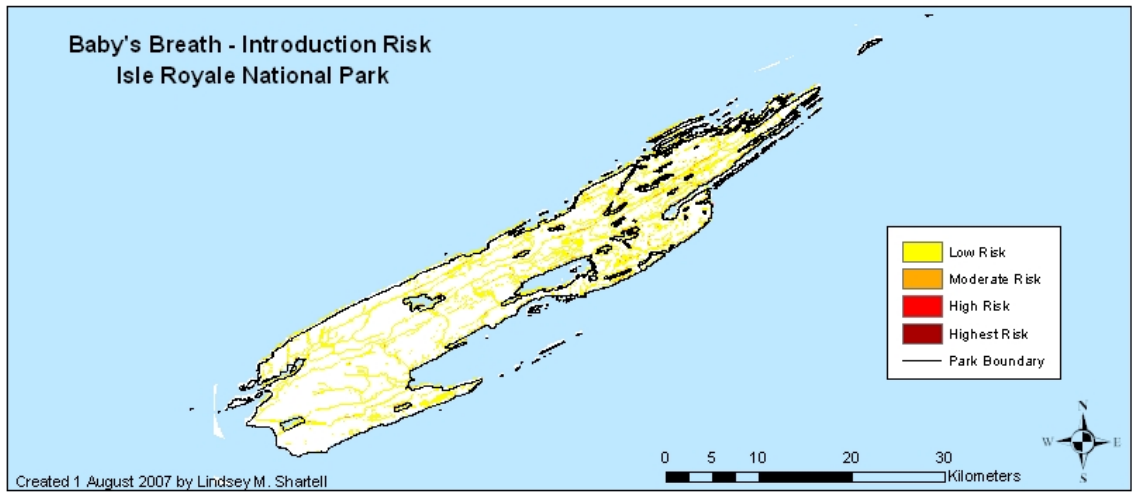 Baby's Breath - Introduction Risk
Isle Royale National Park
Low Risk
Moderate Risk
High Risk
Highest Risk
Park Boundary
N
W E
S
0 5 10 20 30
Kilometers
Created 1 August 2007 by Lindsey M. Shartell